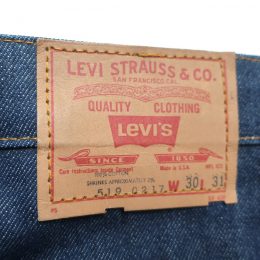 LEVI STRAUSS & CO.
SAN FRANCISCO, CAL.
QUALITY CLOTHING
LEVI'S
SINCE 1850
Care instructions inside Garment Made in U.S.A.
SHRINKS APPROXIMATELY
519 0217 W 30 L 31